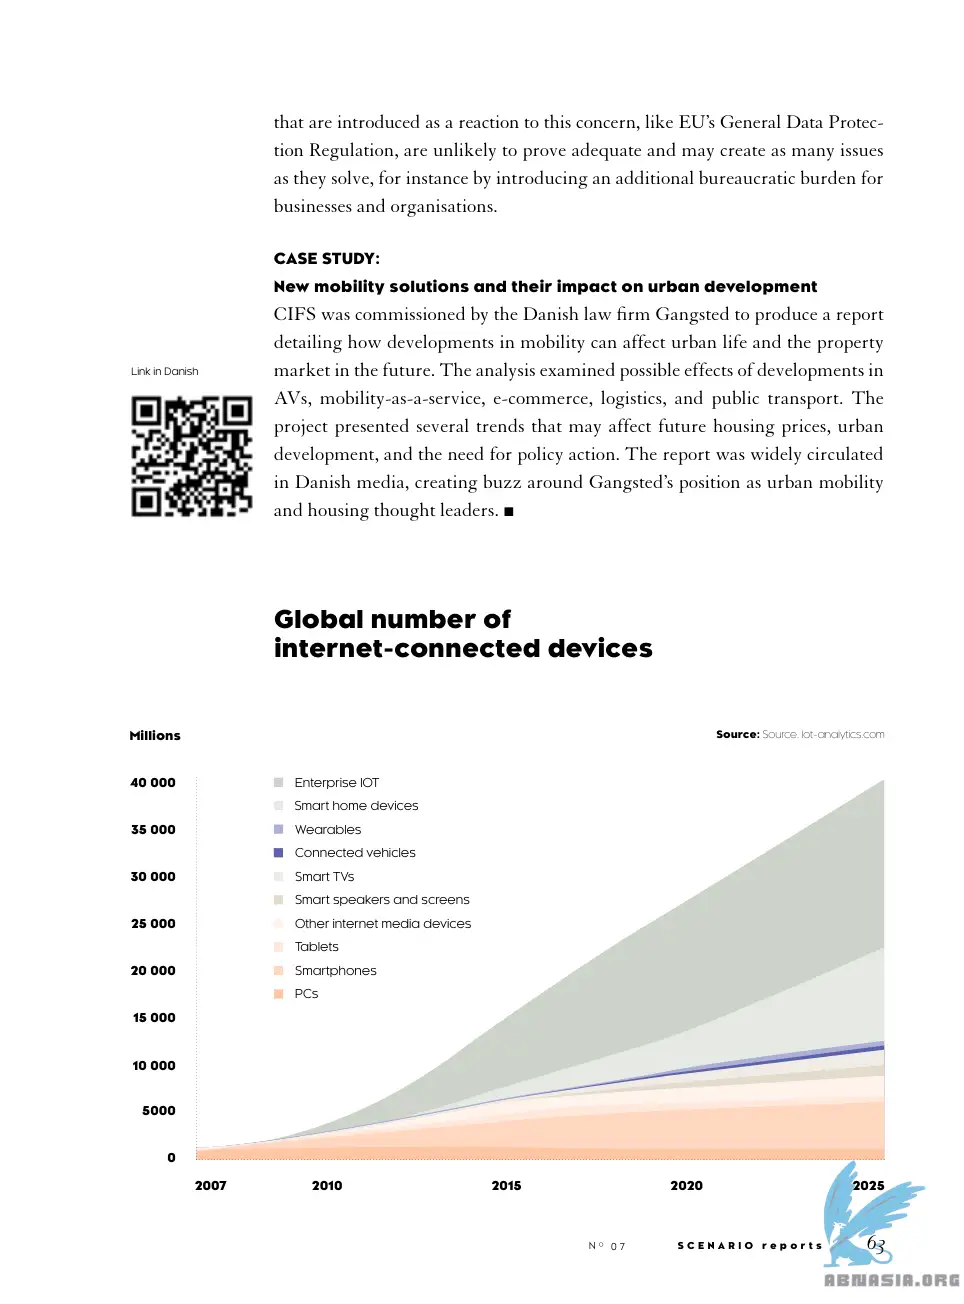 that are introduced as a reaction to this concern, like EU’s General Data Protec-
tion Regulation, are unlikely to prove adequate and may create as many issues
as they solve, for instance by introducing an additional bureaucratic burden for
businesses and organisations.
CASE STUDY:
New mobility solutions and their impact on urban development
CIFS was commissioned by the Danish law firm Gangsted to produce a report
detailing how developments in mobility can affect urban life and the property
market in the future. The analysis examined possible effects of developments in
AVs, mobility-as-a-service, e-commerce, logistics, and public transport. The
project presented several trends that may affect future housing prices, urban
development, and the need for policy action. The report was widely circulated
in Danish media, creating buzz around Gangsted’s position as urban mobility
and housing thought leaders. ■
Link in Danish
Global number of
internet-connected devices
Millions
Source: Source. Iot-analytics.com
40 000
35 000
30 000
25 000
20 000
15 000
10 000
5000
0
Enterprise IOT
Smart home devices
Wearables
Connected vehicles
Smart TVs
Smart speakers and screens
Other internet media devices
Tablets
Smartphones
PCs
2007 2010 2015 2020 2025
Nº 07 SCENARIO reports 63
ABNASIA.ORG